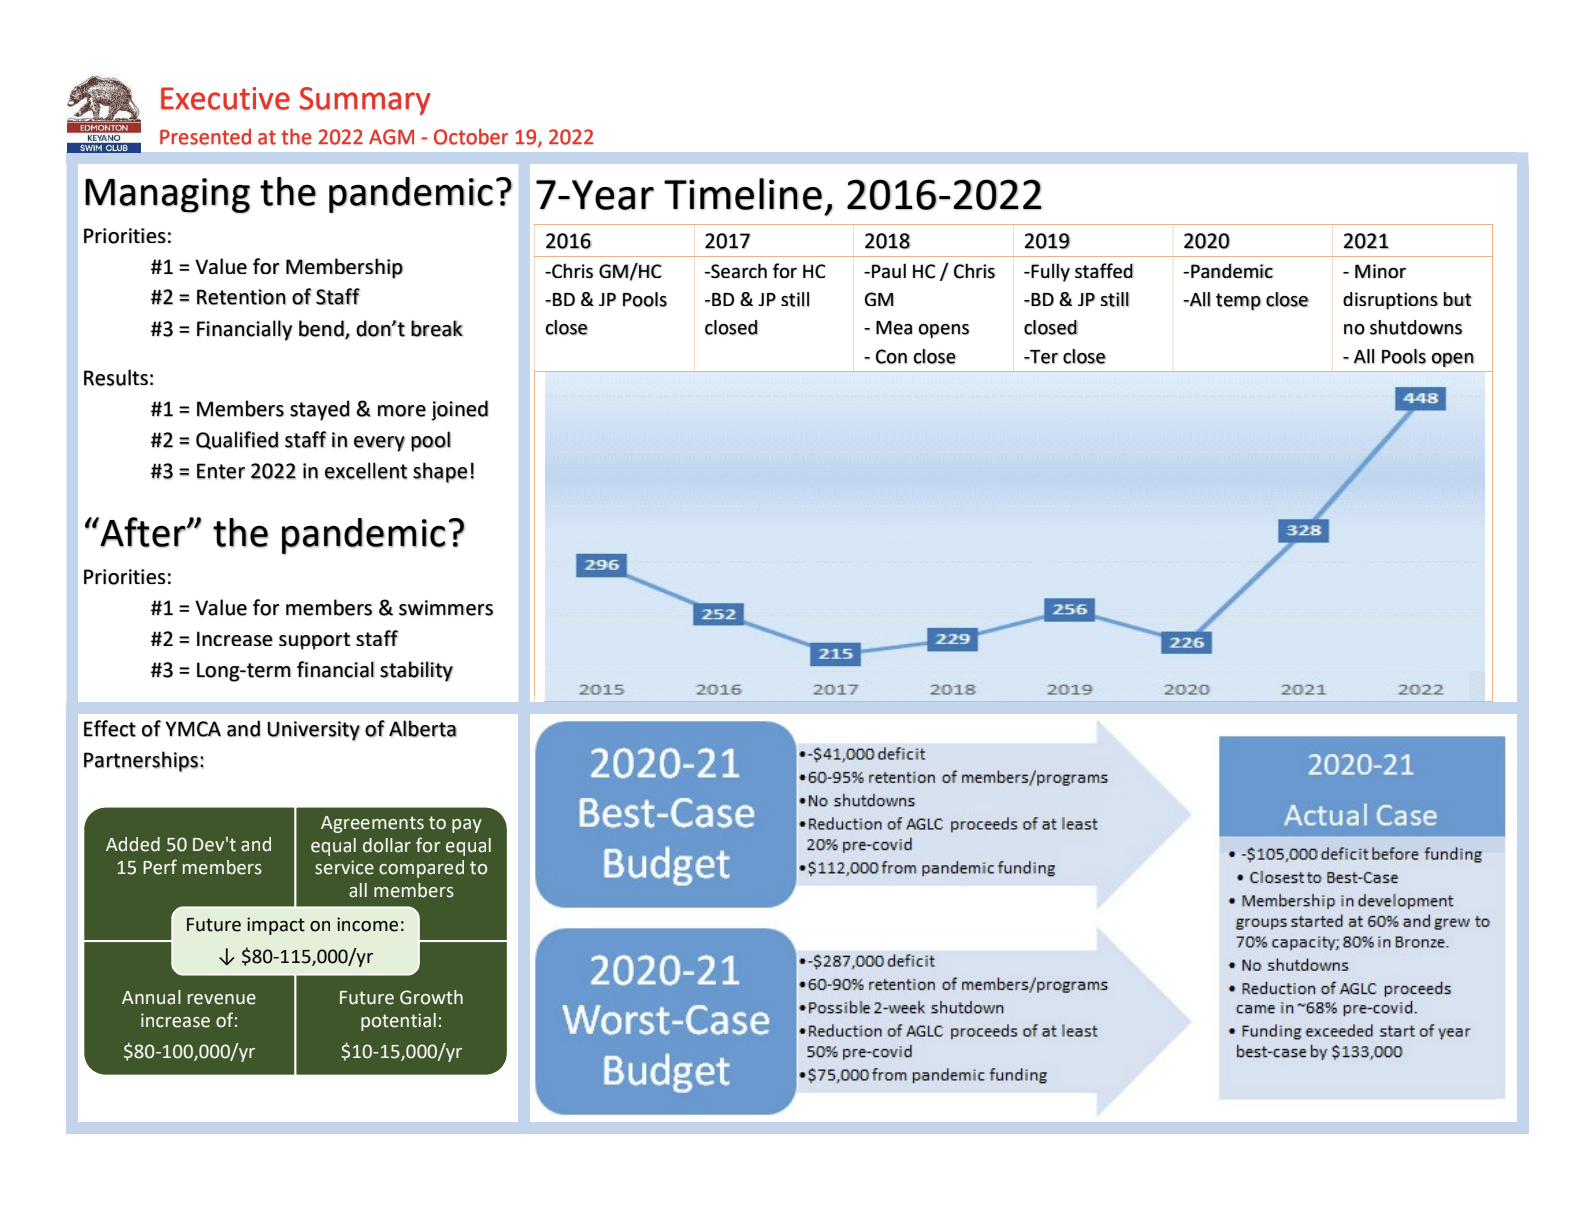 EDMONTON
KEYANO
SWIM CLUB
Executive Summary
Presented at the 2022 AGM - October 19, 2022
Managing the pandemic?
Priorities:
#1 = Value for Membership
#2 = Retention of Staff
#3 = Financially bend, don’t break
Results:
#1 = Members stayed & more joined
#2 = Qualified staff in every pool
#3 = Enter 2022 in excellent shape!
“After” the pandemic?
Priorities:
#1 = Value for members & swimmers
#2 = Increase support staff
#3 = Long-term financial stability
7-Year Timeline, 2016-2022
2016
-Chris GM/HC
-BD & JP Pools
close
2017
-Search for HC
-BD & JP still
closed
2018
-Paul HC / Chris
GM
- Mea opens
- Con close
2019
-Fully staffed
-BD & JP still
closed
-Ter close
2020
-Pandemic
-All temp close
2021
- Minor
disruptions but
no shutdowns
- All Pools open
296
252
215
229
256
226
328
448
2015 2016 2017 2018 2019 2020 2021 2022
Effect of YMCA and University of Alberta
Partnerships:
Added 50 Dev't and
15 Perf members
Agreements to pay
equal dollar for equal
service compared to
all members
Future impact on income:
↓ $80-115,000/yr
Annual revenue
increase of:
$80-100,000/yr
Future Growth
potential:
$10-15,000/yr
2020-21
Best-Case
Budget
•-$41,000 deficit
•60-95% retention of members/programs
•No shutdowns
•Reduction of AGLC proceeds of at least
20% pre-covid
•$112,000 from pandemic funding
2020-21
Worst-Case
Budget
•-$287,000 deficit
•60-90% retention of members/programs
•Possible 2-week shutdown
•Reduction of AGLC proceeds of at least
50% pre-covid
•$75,000 from pandemic funding
2020-21
Actual Case
• -$105,000 deficit before funding
• Closest to Best-Case
• Membership in development
groups started at 60% and grew to
70% capacity; 80% in Bronze.
• No shutdowns
• Reduction of AGLC proceeds
came in ~68% pre-covid.
• Funding exceeded start of year
best-case by $133,000